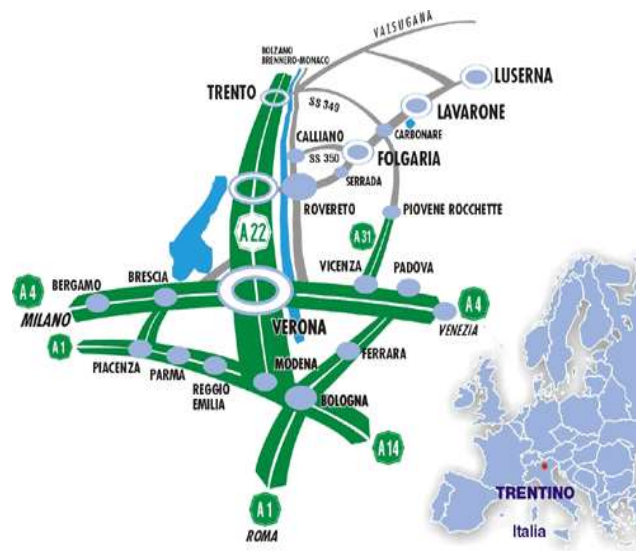 VALSUGANA
BOLZANO
BRENNERO-MONACO
LUSERNA
TRENTO
SS 349
LAVARONE
CALLIANO
CARBONARE
SS 350
FOLGARIA
SERRADA
ROVERETO
PIOVENE ROCCHETTE
A22
A31
VICENZA
PADOVA
BERGAMO
BRESCIA
A4
MILANO
A4
VENEZIA
VERONA
A1
PIACENZA
PARMA
REGGIO
EMILIA
MODENA
FERRARA
BOLOGNA
A14
A1
ROMA
TRENTINO
Italia